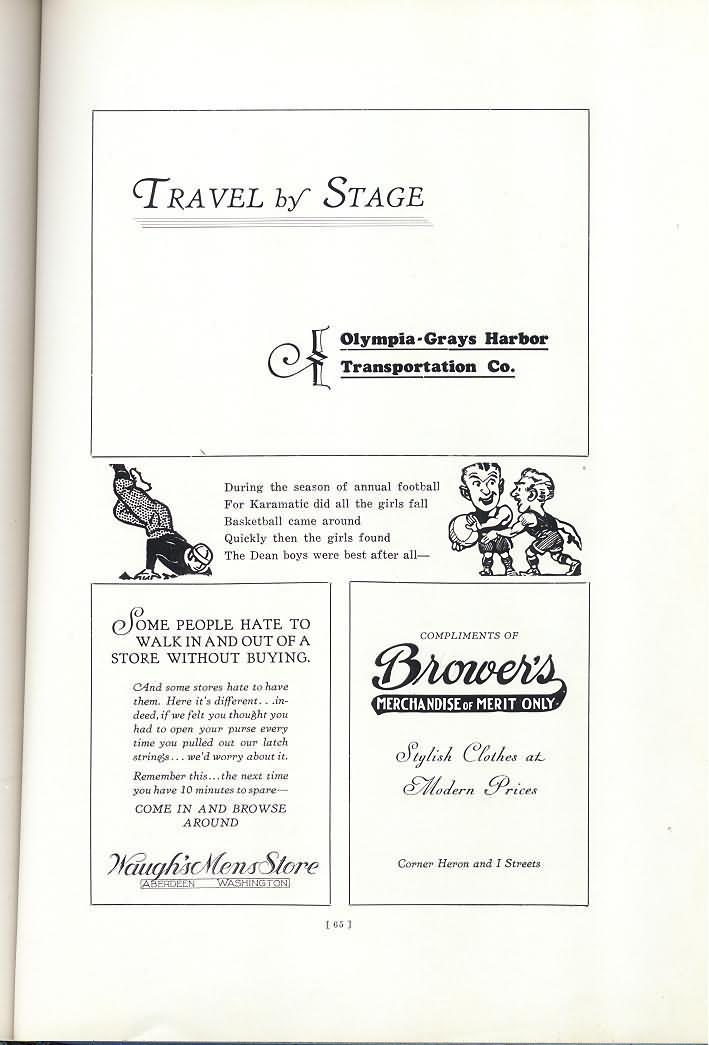 TRAVEL by STAGE
Olympia-Grays Harbor
Transportation Co.
During the season of annual football
For Karamatic did all the girls fall
Basketball came around
Quickly then the girls found
The Dean boys were best after all—
SOME PEOPLE HATE TO
WALK IN AND OUT OF A
STORE WITHOUT BUYING.
And some stores hate to have
them. Here it's different. . .in-
deed, if we felt you thought you
had to open your purse every
time you pulled out our latch
strings... we'd worry about it.
Remember this...the next time
you have 10 minutes to spare—
COME IN AND BROWSE
AROUND
Waugh's Mens Store
ABERDEEN WASHINGTON
COMPLIMENTS OF
Brower's
MERCHANDISE OF MERIT ONLY
Stylish Clothes at
Modern Prices
Corner Heron and I Streets
[ 65 ]